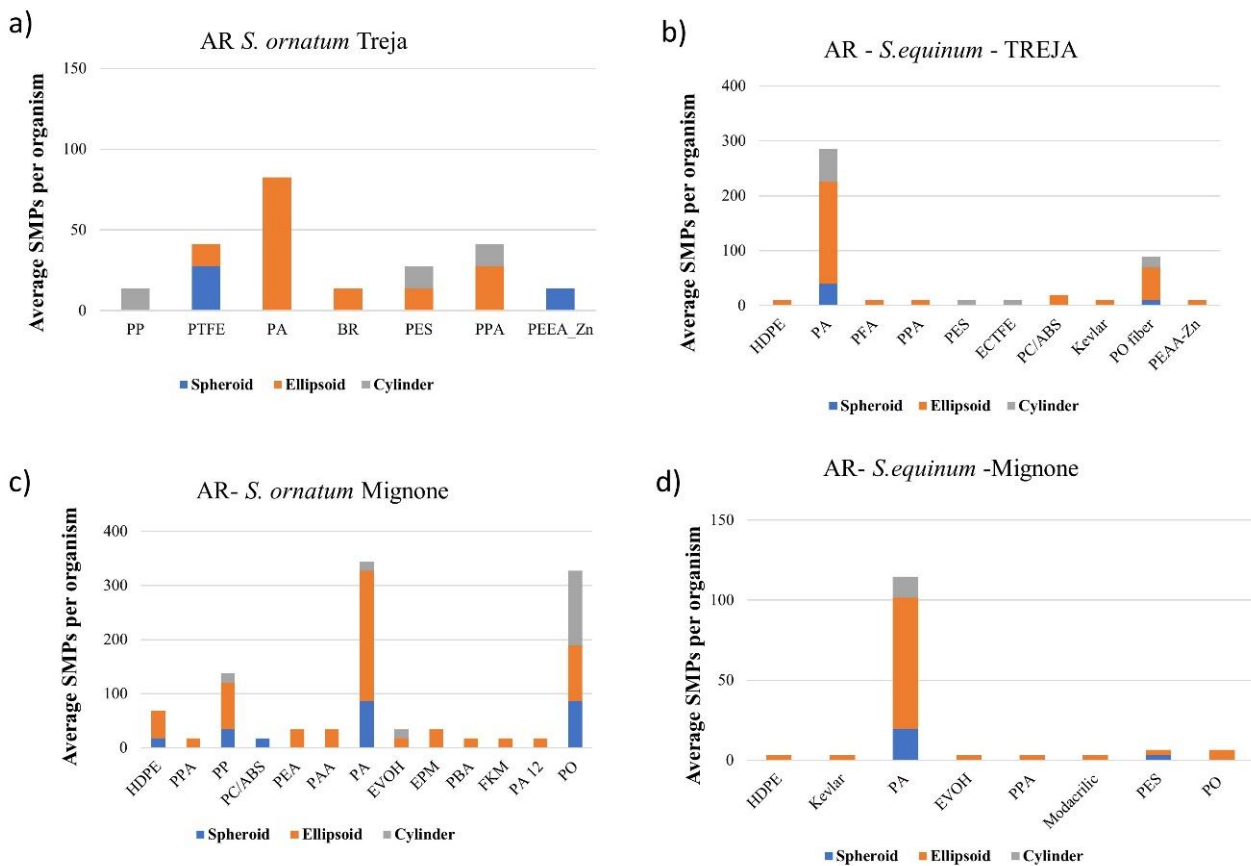 a)
AR S. ornatum Treja
Average SMPs per organism
150
100
50
0
PP PTFE PA BR PES PPA PEEA_Zn
Spheroid Ellipsoid Cylinder
b)
AR - S.equinum - TREJA
Average SMPs per organism
400
300
200
100
0
HDPE PA PFA PPA PES ECTFE PC/ABS Kevlar PO fiber PEAA-Zn
Spheroid Ellipsoid Cylinder
c)
AR- S. ornatum Mignone
Average SMPs per organism
400
300
200
100
0
HDPE PPA PP PC/ABS PEA PAA PA EVOH EPM PBA FKM PA 12 PO
Spheroid Ellipsoid Cylinder
d)
AR- S.equinum -Mignone
Average SMPs per organism
150
100
50
0
HDPE Kevlar PA EVOH PPA Modacrilic PES PO
Spheroid Ellipsoid Cylinder